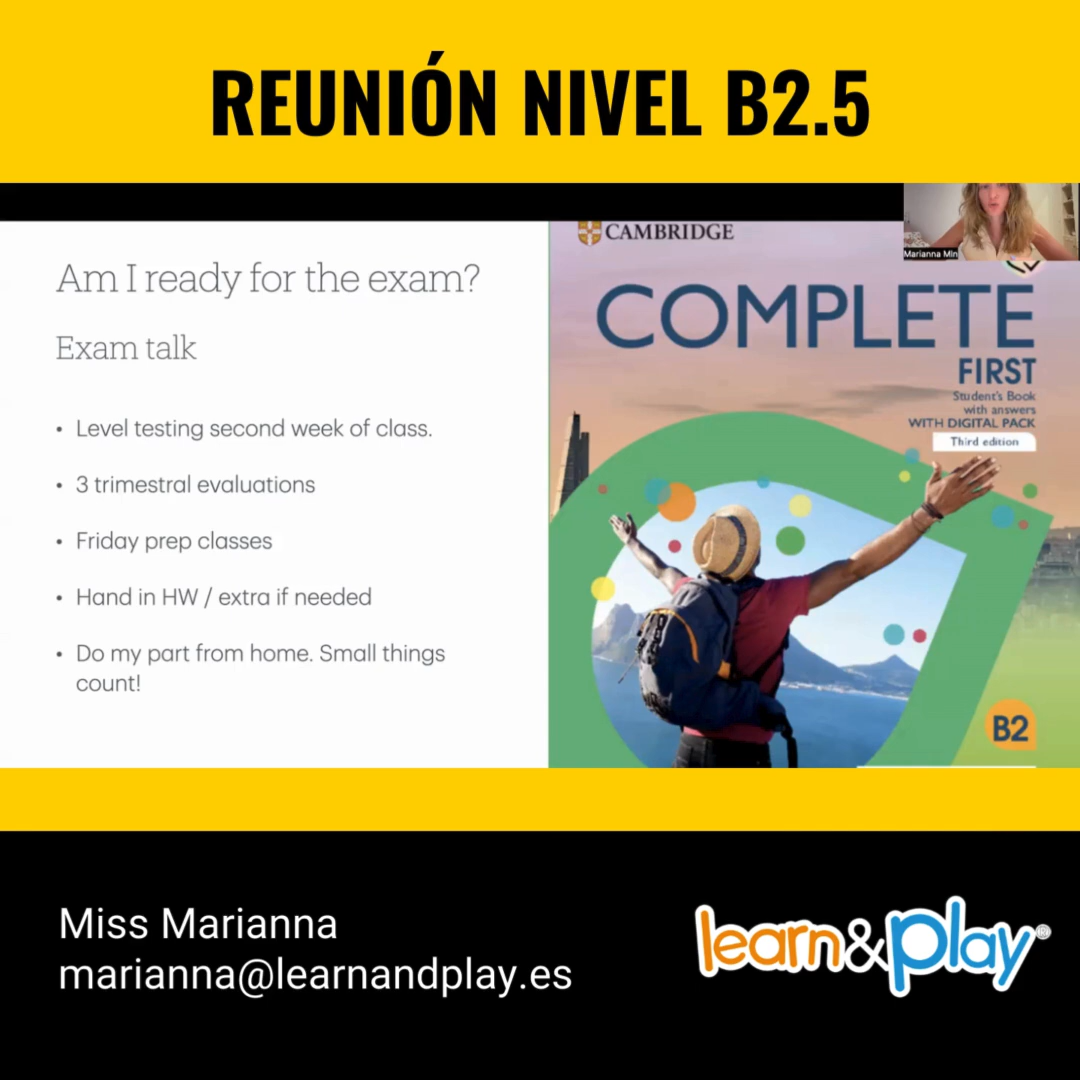 REUNIÓN NIVEL B2.5
Am I ready for the exam?
Exam talk
• Level testing second week of class.
• 3 trimestral evaluations
• Friday prep classes
• Hand in HW / extra if needed
• Do my part from home. Small things
count!
CAMBRIDGE
Marianna Min
COMPLETE
FIRST
Student's Book
with answers
WITH DIGITAL PACK
Third edition
B2
Miss Marianna
marianna@learnandplay.es
learn&play®